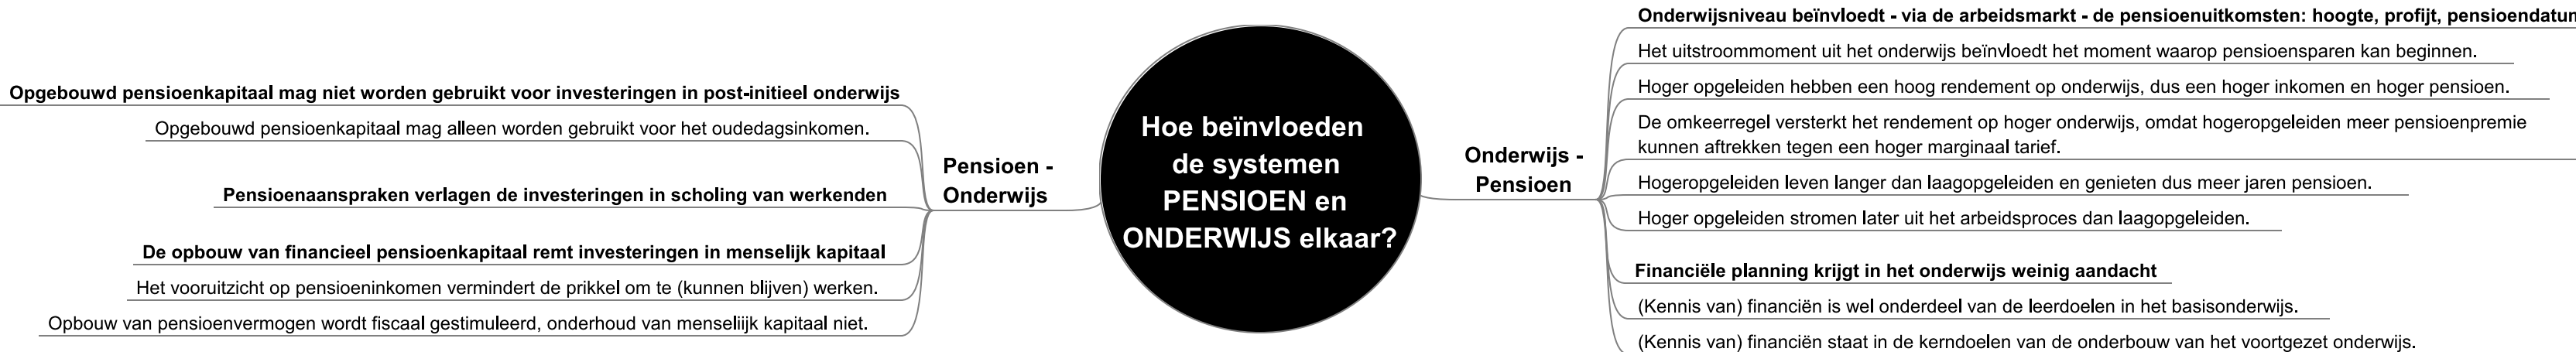 Opgebouwd pensioenkapitaal mag niet worden gebruikt voor investeringen in post-initieel onderwijs
Opgebouwd pensioenkapitaal mag alleen worden gebruikt voor het oudedagsinkomen.
Pensioenaanspraken verlagen de investeringen in scholing van werkenden
De opbouw van financieel pensioenkapitaal remt investeringen in menselijk kapitaal
Het vooruitzicht op pensioeninkomen vermindert de prikkel om te (kunnen blijven) werken.
Opbouw van pensioenvermogen wordt fiscaal gestimuleerd, onderhoud van menseliijk kapitaal niet.
Pensioen -
Onderwijs
Hoe beïnvloeden
de systemen
PENSIOEN en
ONDERWIJS elkaar?
Onderwijs -
Pensioen
Onderwijsniveau beïnvloedt - via de arbeidsmarkt - de pensioenuitkomsten: hoogte, profijt, pensioendatum
Het uitstroommoment uit het onderwijs beïnvloedt het moment waarop pensioensparen kan beginnen.
Hoger opgeleiden hebben een hoog rendement op onderwijs, dus een hoger inkomen en hoger pensioen.
De omkeerregel versterkt het rendement op hoger onderwijs, omdat hogeropgeleiden meer pensioenpremie
kunnen aftrekken tegen een hoger marginaal tarief.
Hogeropgeleiden leven langer dan laagopgeleiden en genieten dus meer jaren pensioen.
Hoger opgeleiden stromen later uit het arbeidsproces dan laagopgeleiden.
Financiële planning krijgt in het onderwijs weinig aandacht
(Kennis van) financiën is wel onderdeel van de leerdoelen in het basisonderwijs.
(Kennis van) financiën staat in de kerndoelen van de onderbouw van het voortgezet onderwijs.